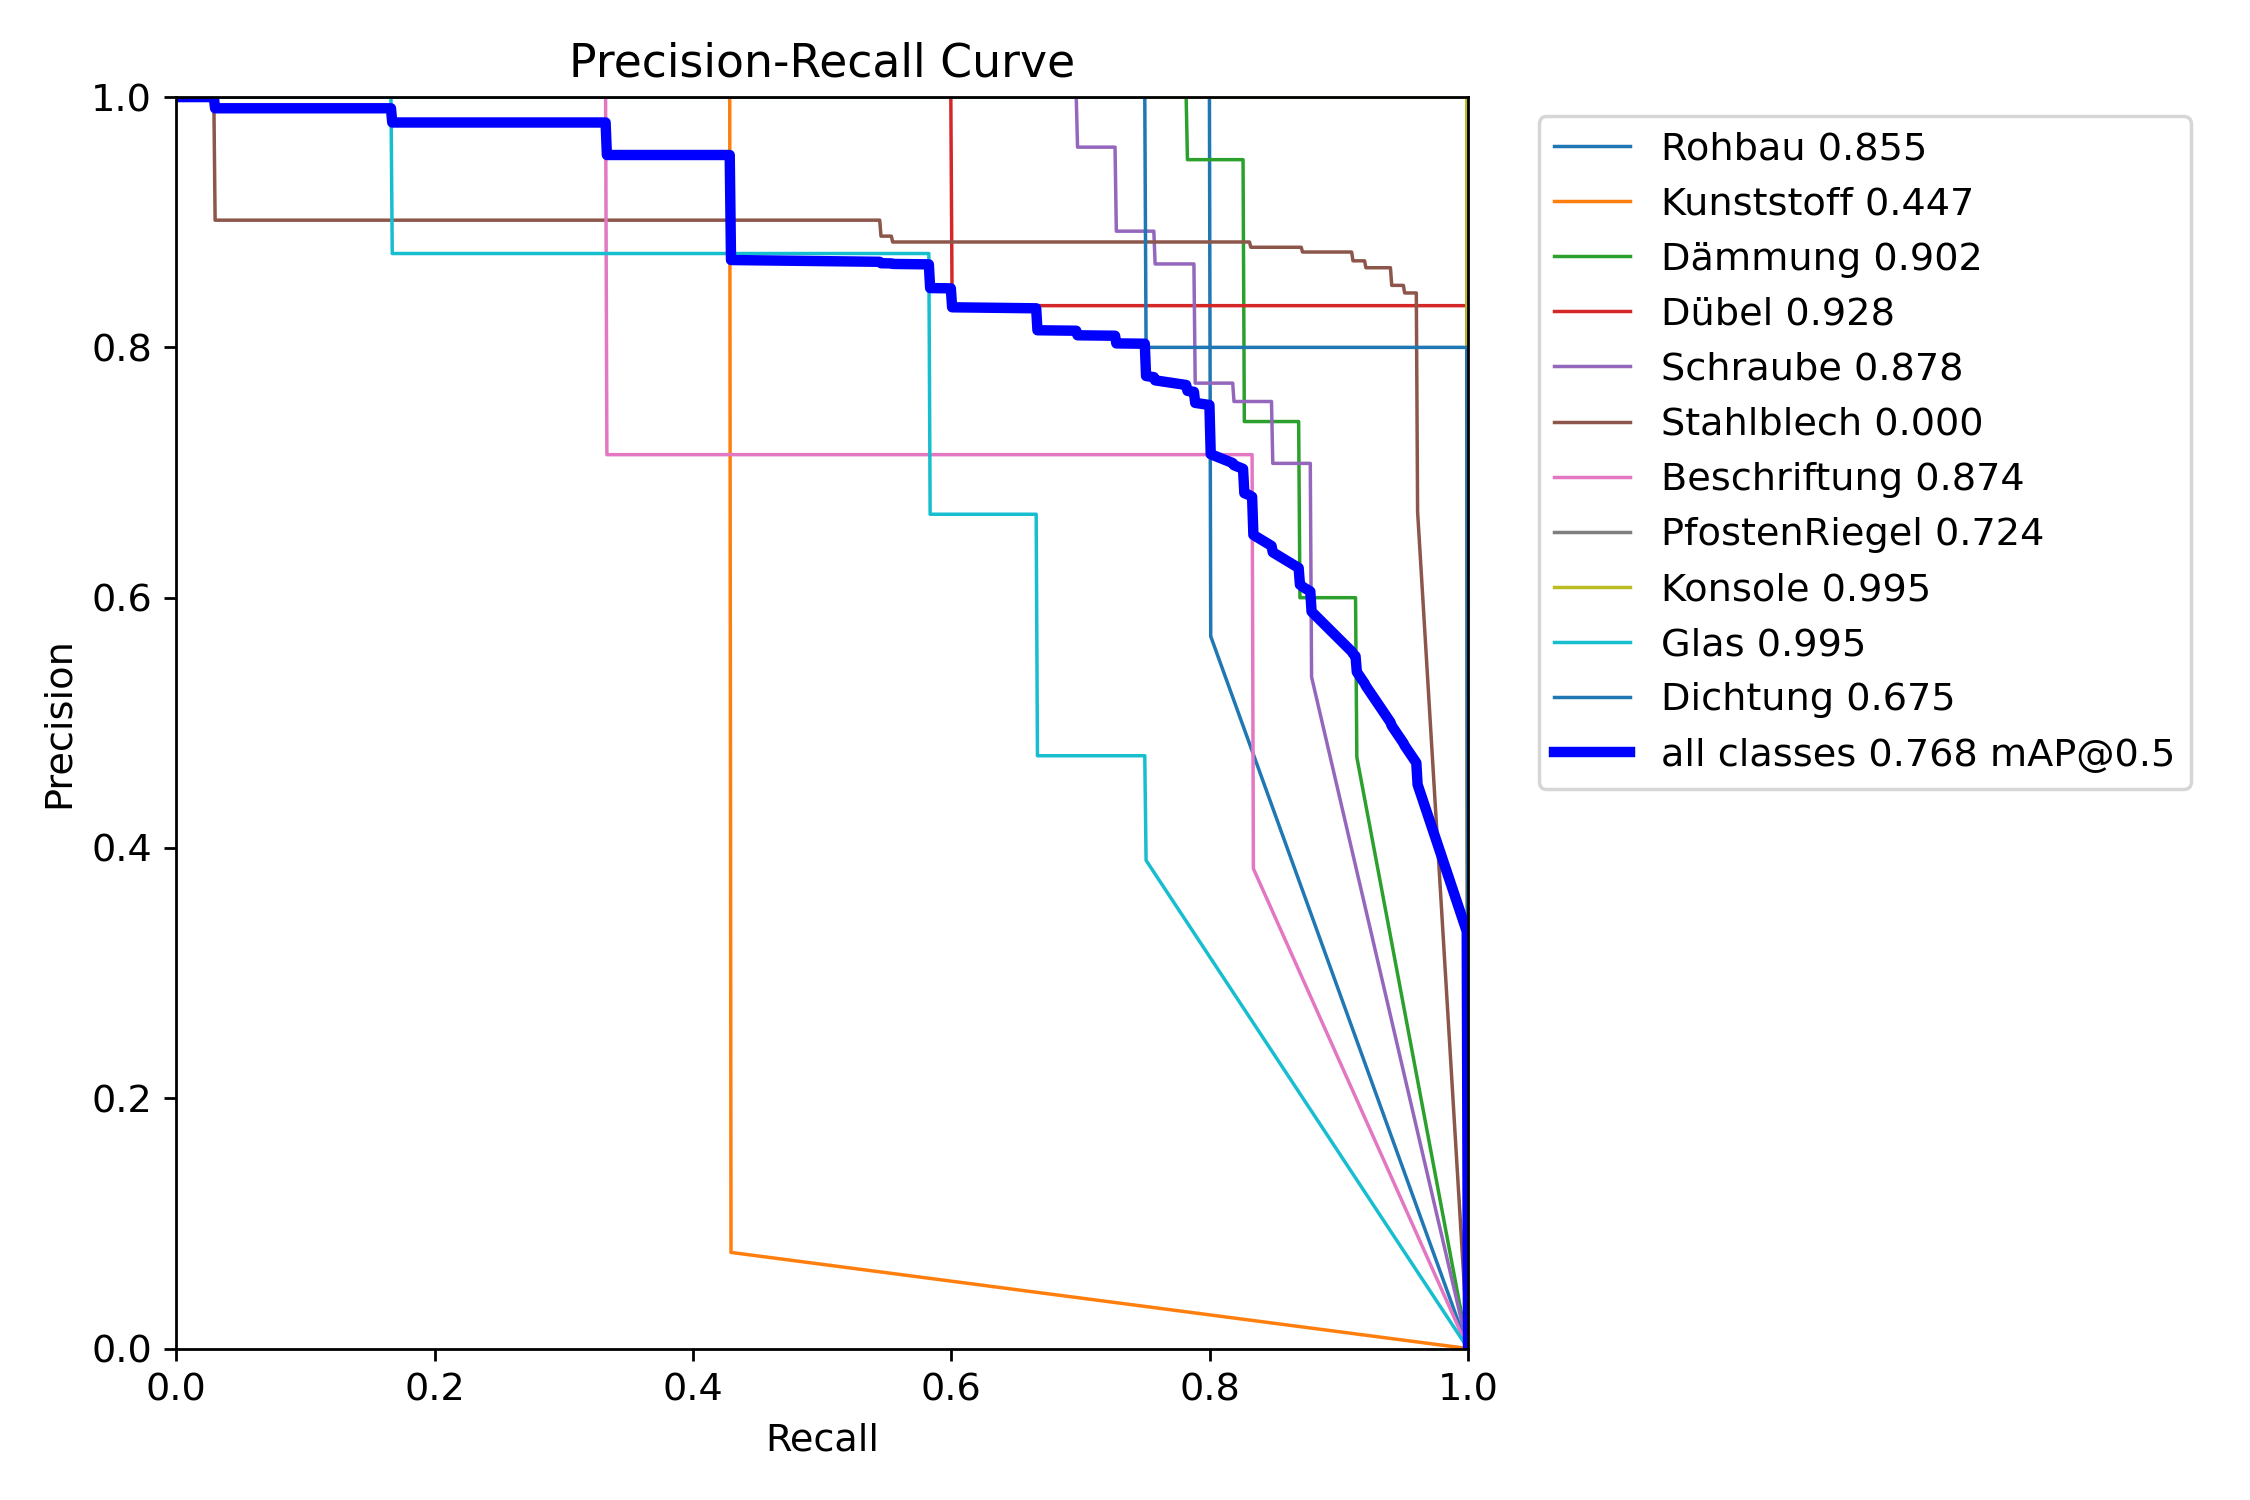 Precision-Recall Curve
1.0
0.8
0.6
0.4
0.2
0.0
Precision
0.0 0.2 0.4 0.6 0.8 1.0
Recall
Rohbau 0.855
Kunststoff 0.447
Dämmung 0.902
Dübel 0.928
Schraube 0.878
Stahlblech 0.000
Beschriftung 0.874
PfostenRiegel 0.724
Konsole 0.995
Glas 0.995
Dichtung 0.675
all classes 0.768 mAP@0.5